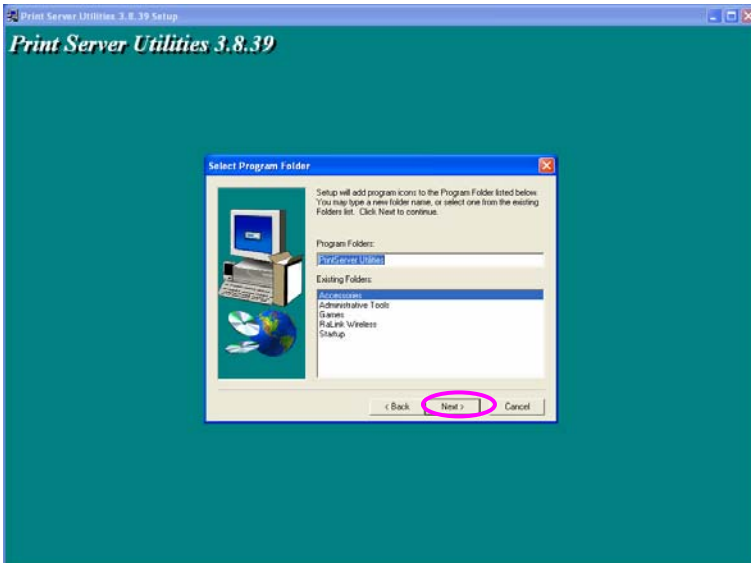 Print Server Utilities 3.8.39 Setup
Print Server Utilities 3.8.39
Select Program Folder
Setup will add program icons to the Program Folder listed below.
You may type a new folder name, or select one from the existing
Folders list. Click Next to continue.
Program Folders:
PrintServer Utilities
Existing Folders:
Accessories
Administrative Tools
Games
RaLink Wireless
Startup
< Back Next > Cancel